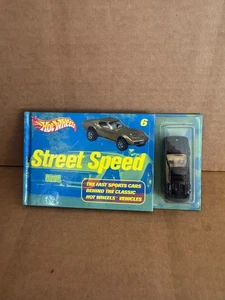 Hot Wheels
6
Street Speed
THE FAST SPORTS CARS
BEHIND THE CLASSIC
HOT WHEELS VEHICLES